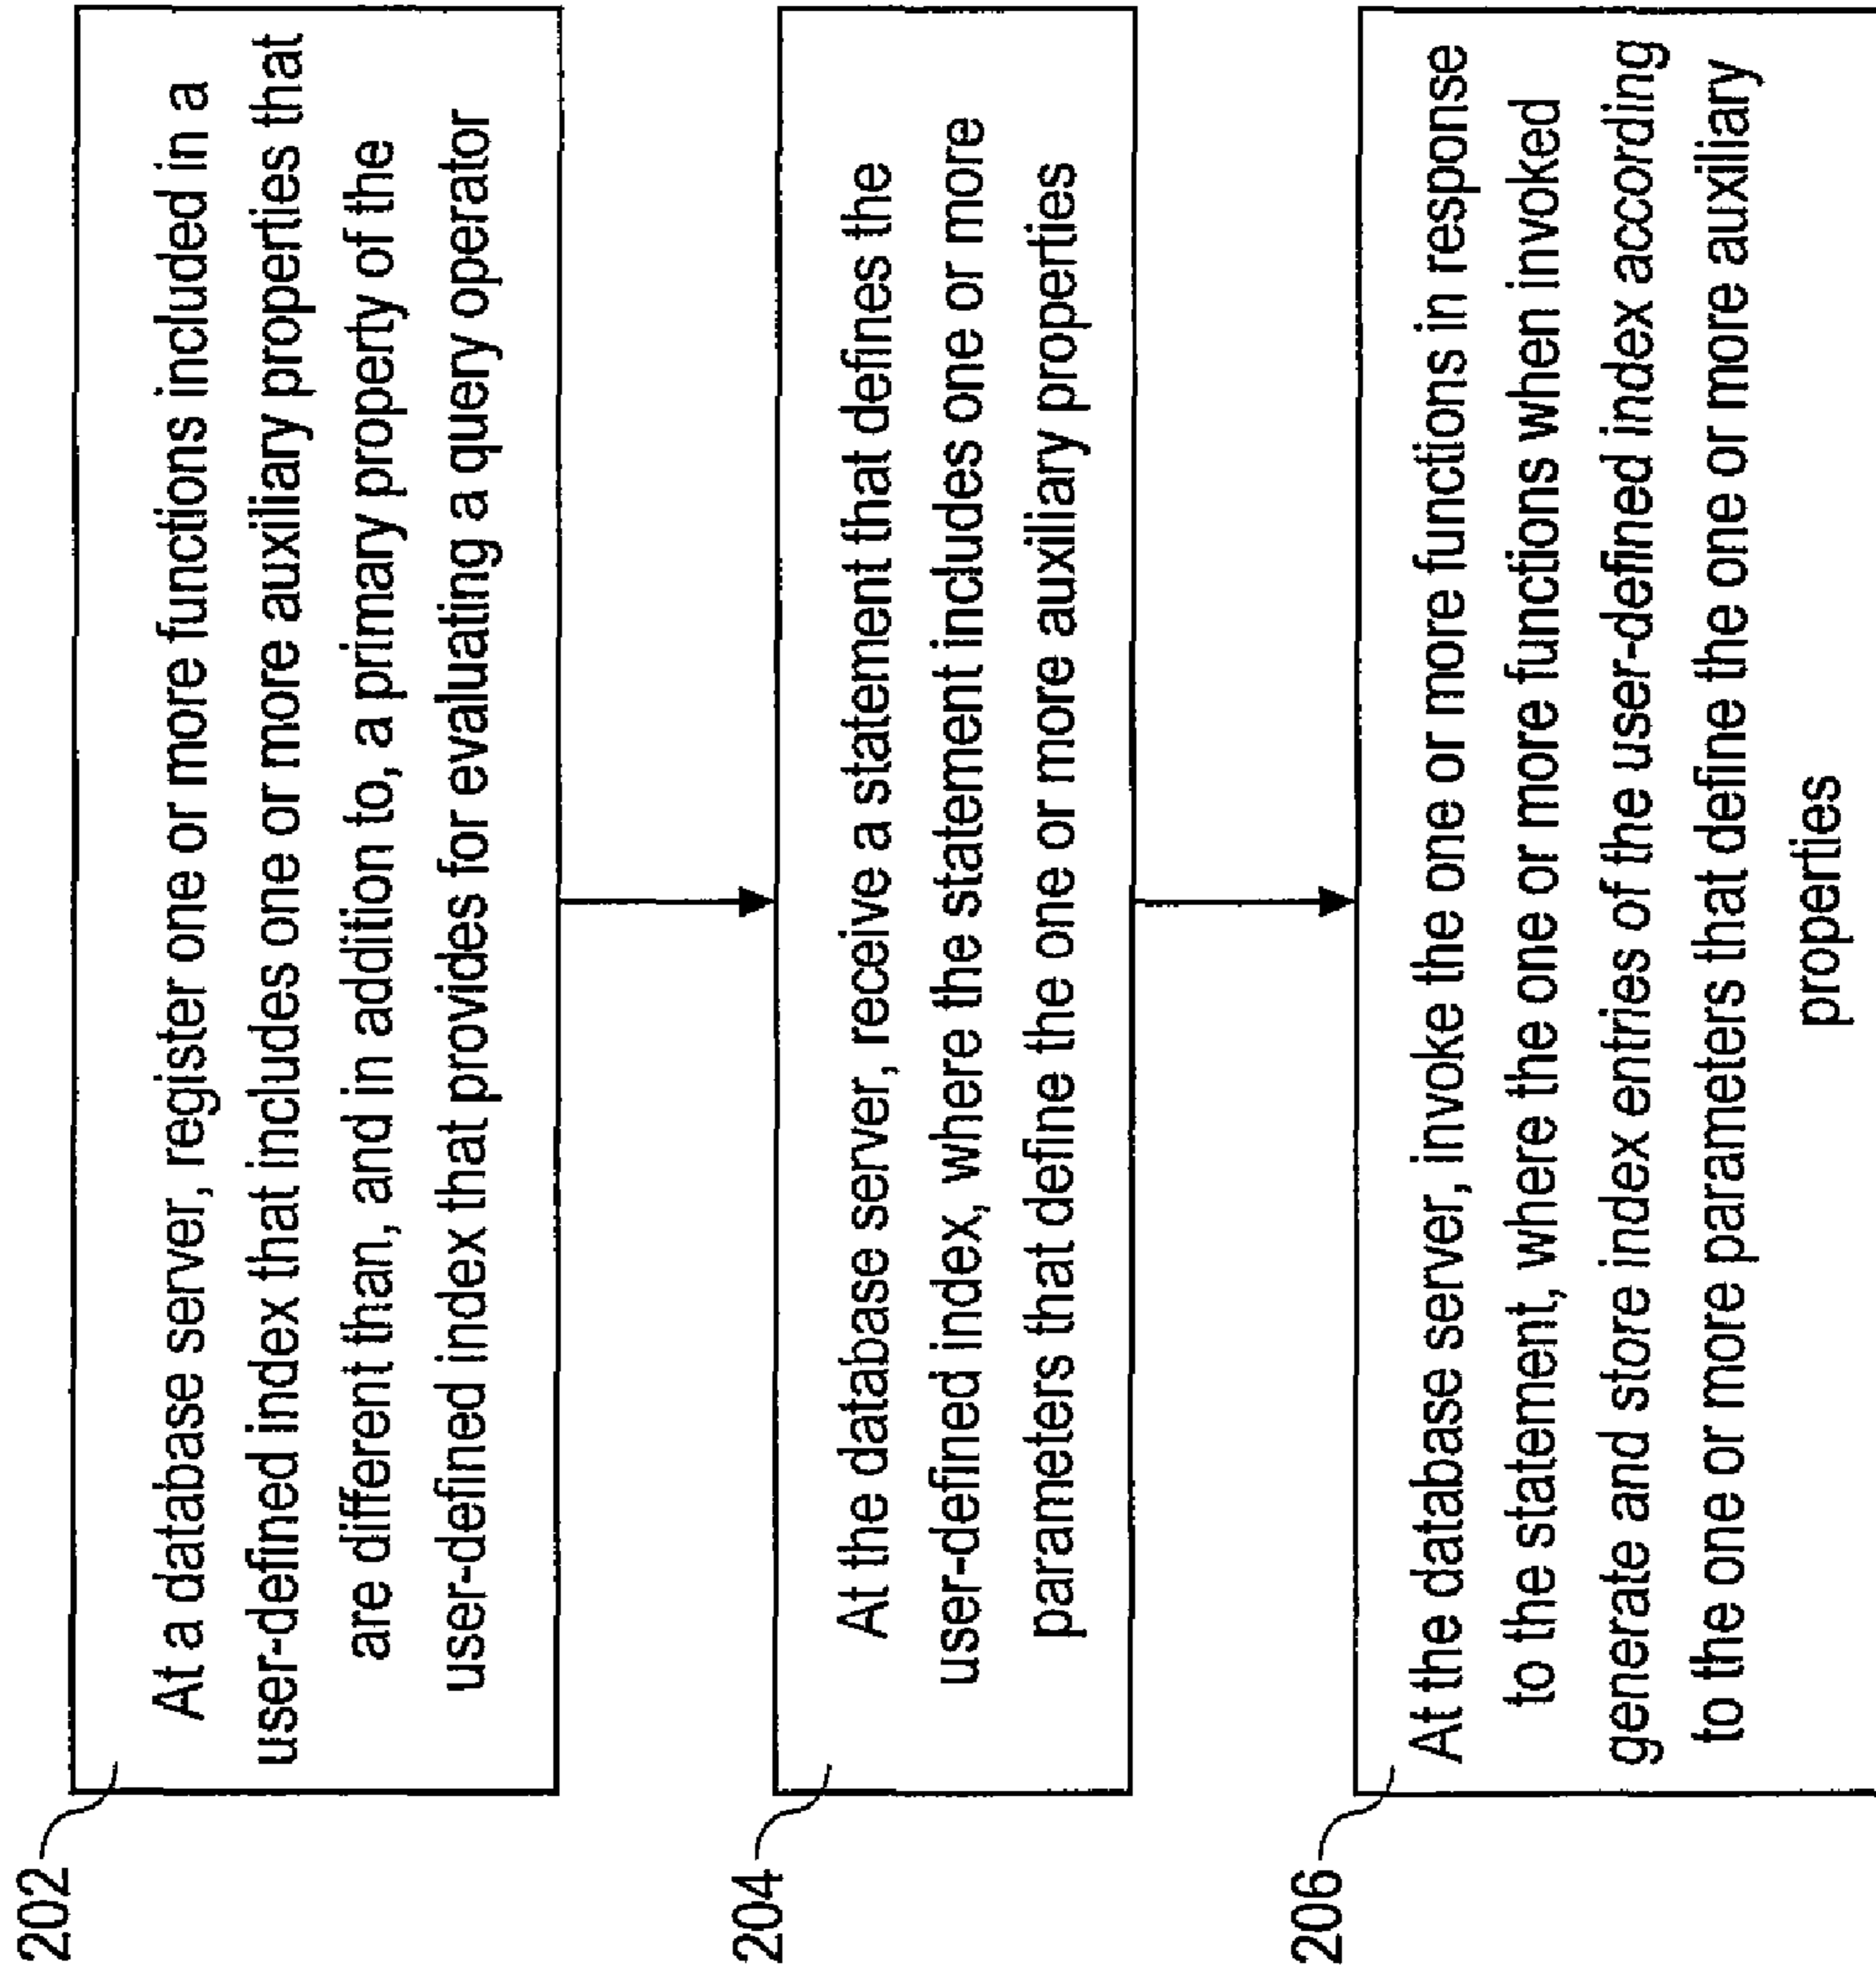 202
At a database server, register one or more functions included in a
user-defined index that includes one or more auxiliary properties that
are different than, and in addition to, a primary property of the
user-defined index that provides for evaluating a query operator
204
At the database server, receive a statement that defines the
user-defined index, where the statement includes one or more
parameters that define the one or more auxiliary properties
206
At the database server, invoke the one or more functions in response
to the statement, where the one or more functions when invoked
generate and store index entries of the user-defined index according
to the one or more parameters that define the one or more auxiliary
properties